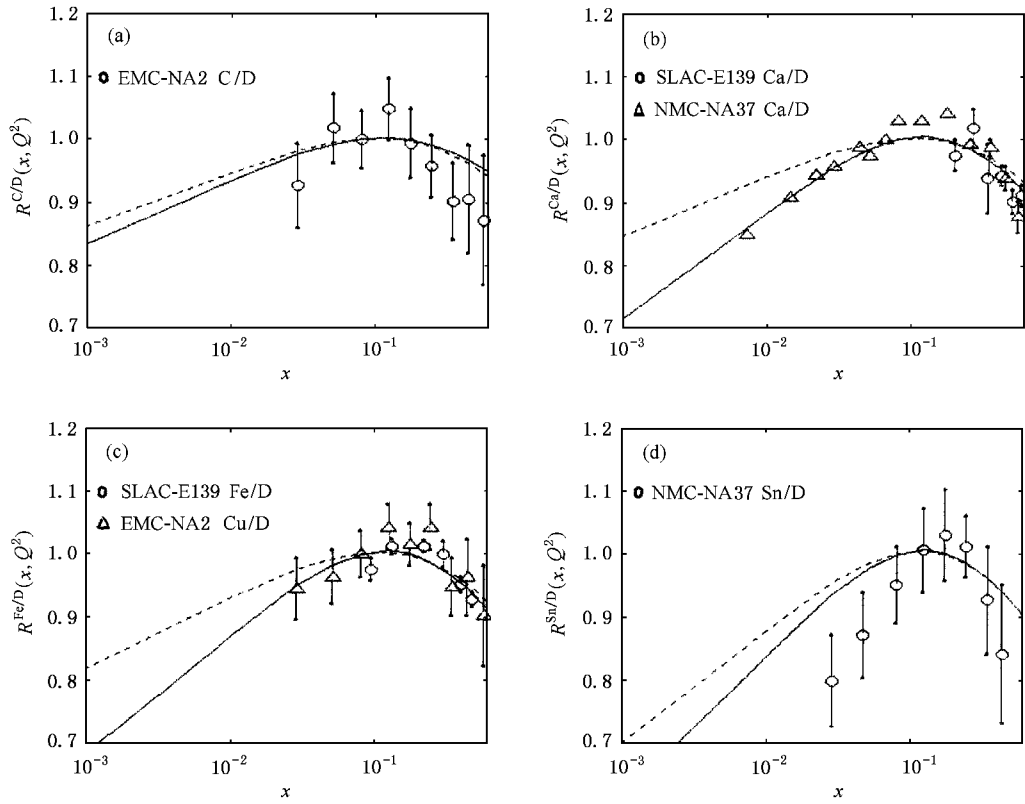 (a)
EMC-NA2 C/D
1.2
1.1
1.0
0.9
0.8
0.7
R^{C/D}(x, Q^2)
10^{-3}
10^{-2}
10^{-1}
x
(b)
SLAC-E139 Ca/D
NMC-NA37 Ca/D
1.2
1.1
1.0
0.9
0.8
0.7
R^{Ca/D}(x, Q^2)
10^{-3}
10^{-2}
10^{-1}
x
(c)
SLAC-E139 Fe/D
EMC-NA2 Cu/D
1.2
1.1
1.0
0.9
0.8
0.7
R^{Fe/D}(x, Q^2)
10^{-3}
10^{-2}
10^{-1}
x
(d)
NMC-NA37 Sn/D
1.2
1.1
1.0
0.9
0.8
0.7
R^{Sn/D}(x, Q^2)
10^{-3}
10^{-2}
10^{-1}
x